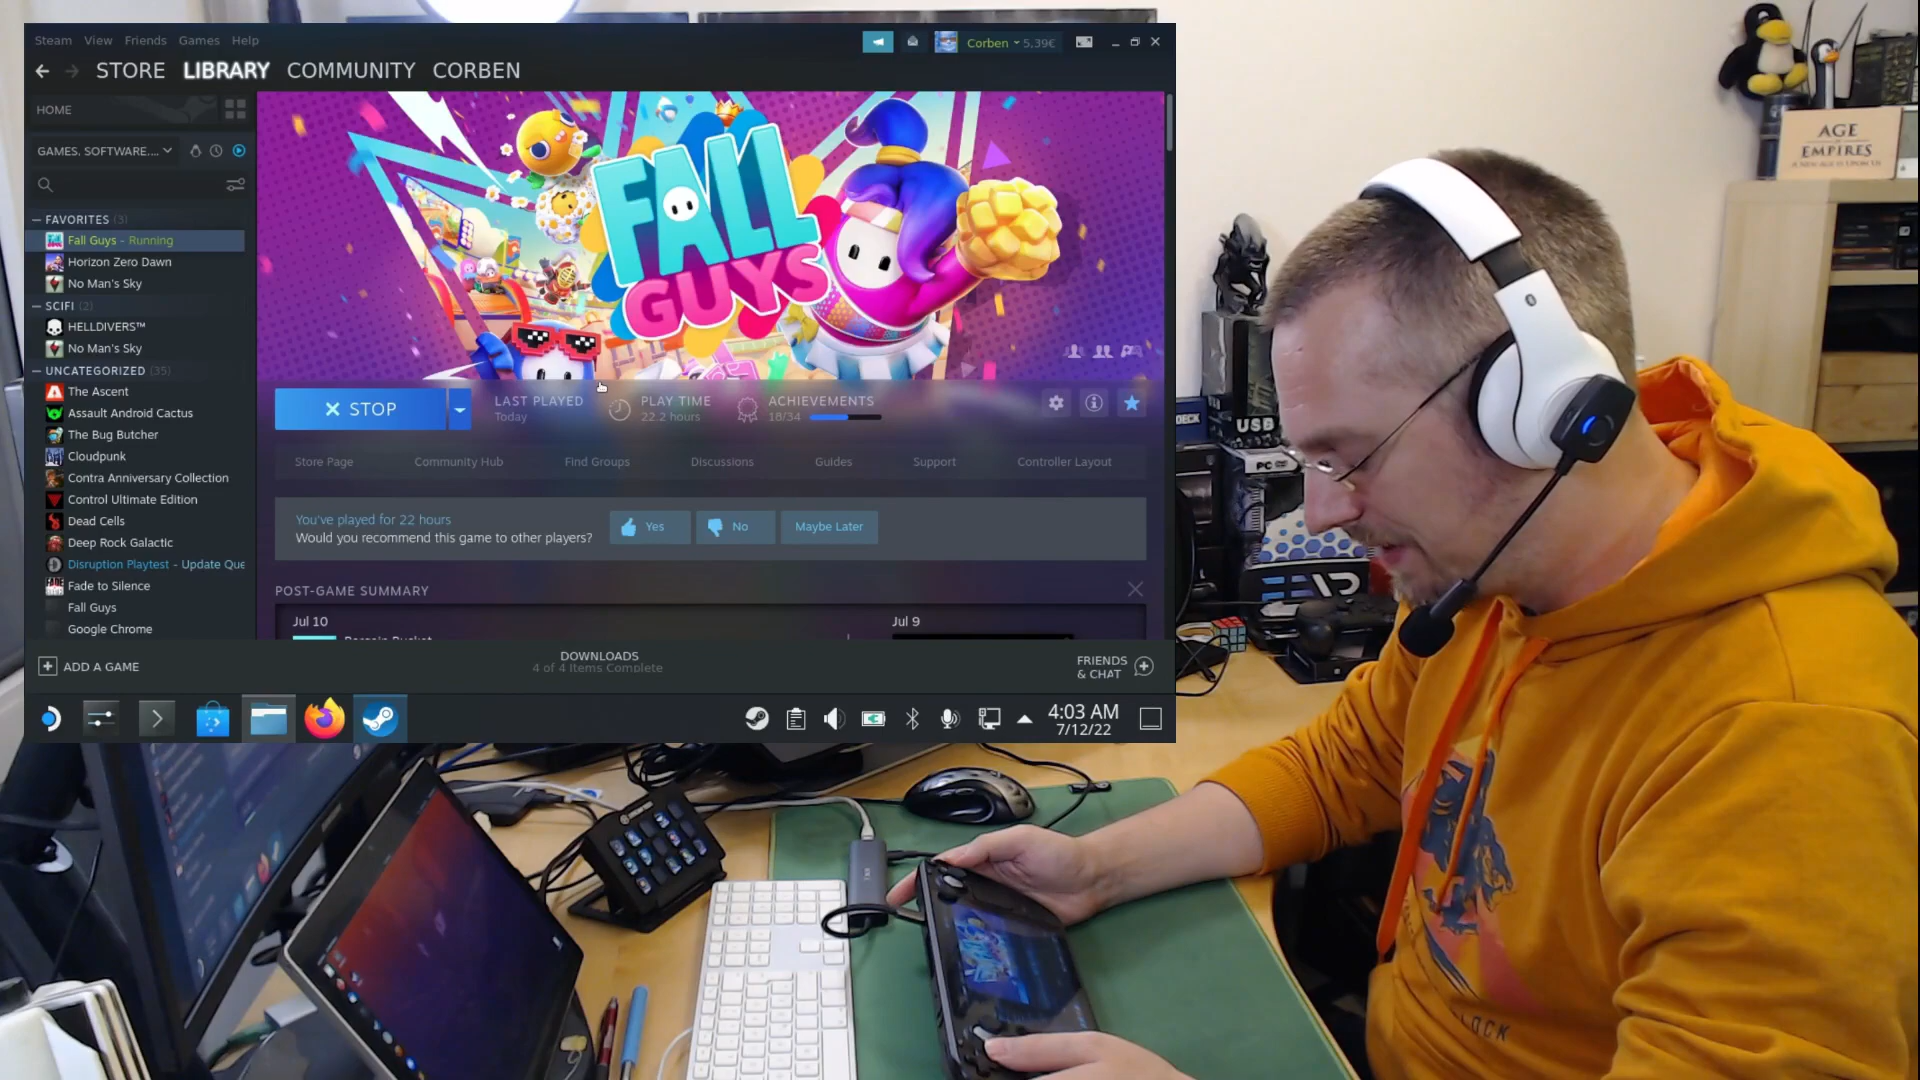 Steam View Friends Games Help
Corben 5,39€
STORE LIBRARY COMMUNITY CORBEN
HOME
GAMES, SOFTWARE,...
FAVORITES (3)
Fall Guys - Running
Horizon Zero Dawn
No Man's Sky
SCIFI (2)
HELLDIVERS™
No Man's Sky
UNCATEGORIZED (35)
The Ascent
Assault Android Cactus
The Bug Butcher
Cloudpunk
Contra Anniversary Collection
Control Ultimate Edition
Dead Cells
Deep Rock Galactic
Disruption Playtest - Update Que
Fade to Silence
Fall Guys
Google Chrome
FALL
GUYS
STOP
LAST PLAYED
Today
PLAY TIME
22.2 hours
ACHIEVEMENTS
18/34
Store Page Community Hub Find Groups Discussions Guides Support Controller Layout
You've played for 22 hours
Would you recommend this game to other players?
Yes No Maybe Later
POST-GAME SUMMARY
Jul 10
Jul 9
ADD A GAME
DOWNLOADS
4 of 4 Items Complete
FRIENDS
& CHAT
4:03 AM
7/12/22
AGE
OF
EMPIRES
DECK
USB
PC